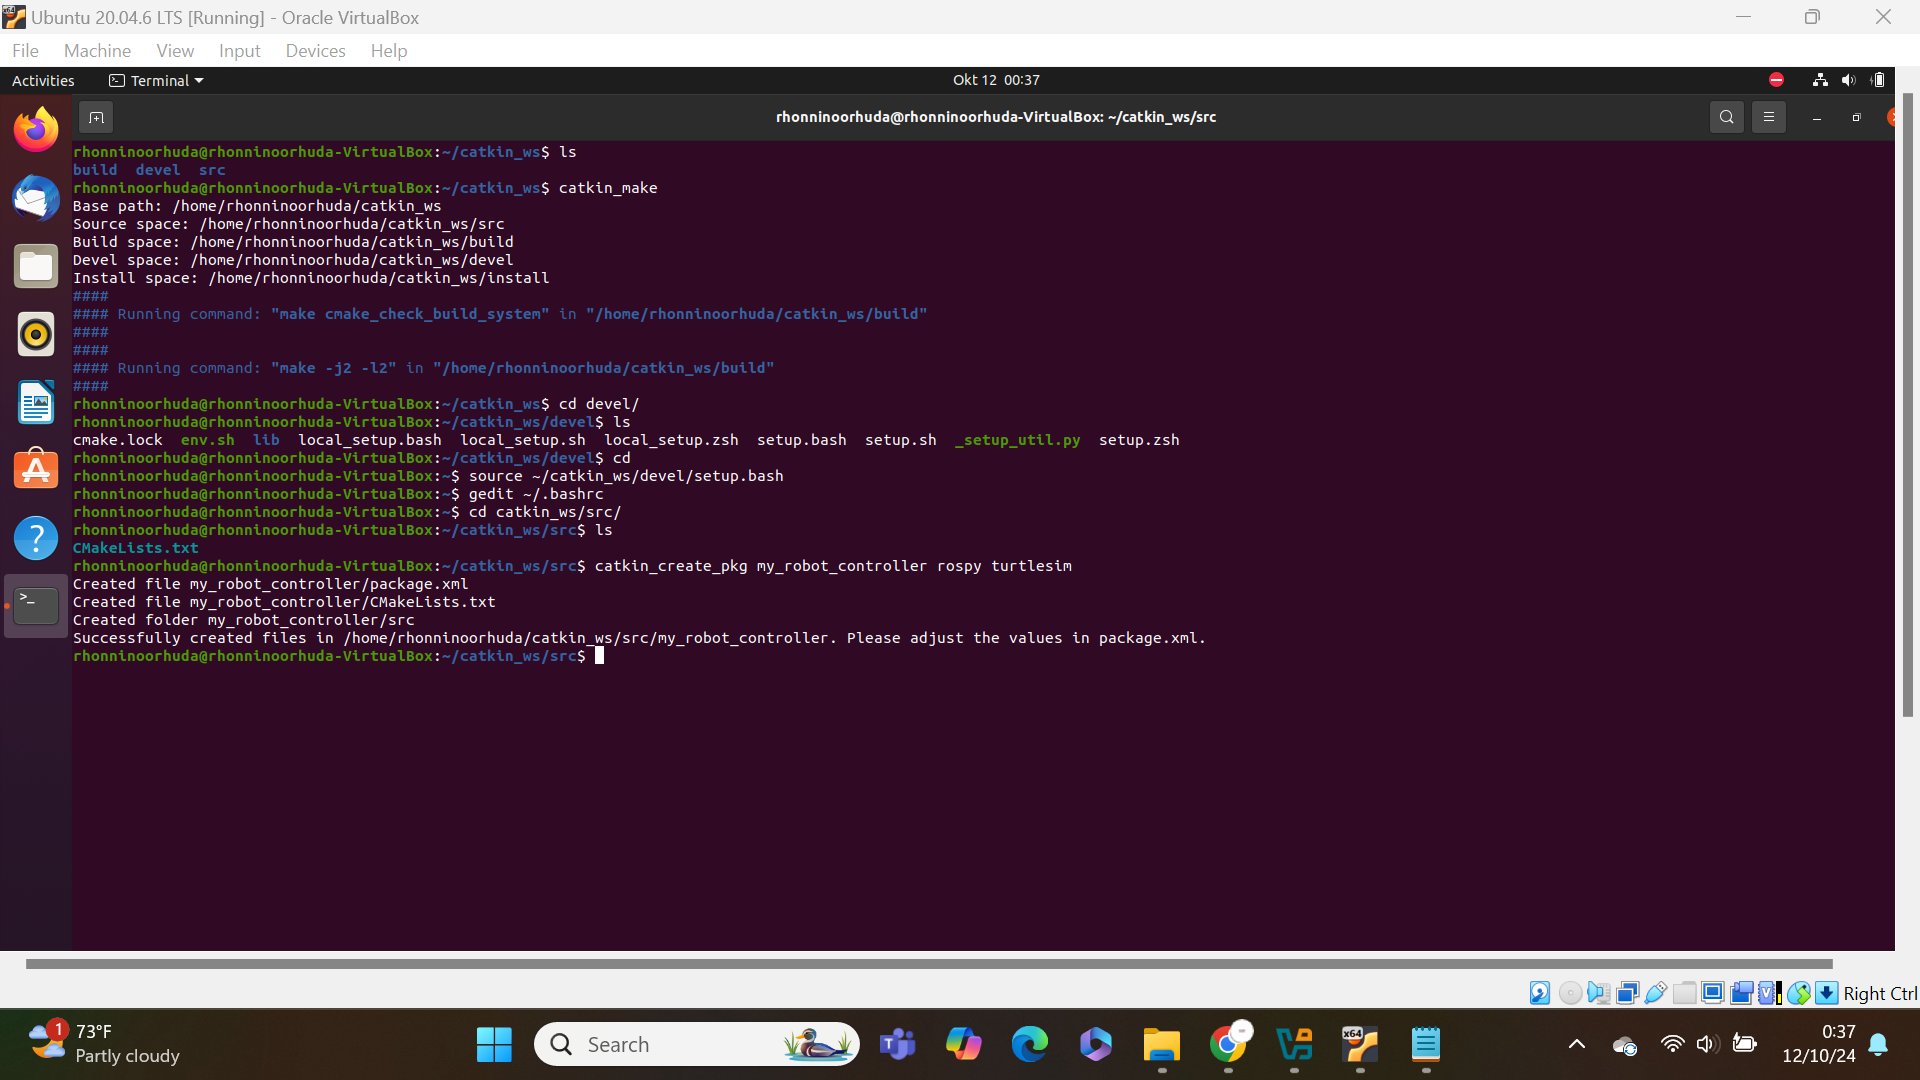 Ubuntu 20.04.6 LTS [Running] - Oracle VirtualBox
File Machine View Input Devices Help
Activities Terminal Okt 12 00:37
rhonninoorhuda@rhonninoorhuda-VirtualBox: ~/catkin_ws/src
rhonninoorhuda@rhonninoorhuda-VirtualBox:~/catkin_ws$ ls
build devel src
rhonninoorhuda@rhonninoorhuda-VirtualBox:~/catkin_ws$ catkin_make
Base path: /home/rhonninoorhuda/catkin_ws
Source space: /home/rhonninoorhuda/catkin_ws/src
Build space: /home/rhonninoorhuda/catkin_ws/build
Devel space: /home/rhonninoorhuda/catkin_ws/devel
Install space: /home/rhonninoorhuda/catkin_ws/install
####
#### Running command: "make cmake_check_build_system" in "/home/rhonninoorhuda/catkin_ws/build"
####
####
#### Running command: "make -j2 -l2" in "/home/rhonninoorhuda/catkin_ws/build"
####
rhonninoorhuda@rhonninoorhuda-VirtualBox:~/catkin_ws$ cd devel/
rhonninoorhuda@rhonninoorhuda-VirtualBox:~/catkin_ws/devel$ ls
cmake.lock env.sh lib local_setup.bash local_setup.sh local_setup.zsh setup.bash setup.sh _setup_util.py setup.zsh
rhonninoorhuda@rhonninoorhuda-VirtualBox:~/catkin_ws/devel$ cd
rhonninoorhuda@rhonninoorhuda-VirtualBox:~$ source ~/catkin_ws/devel/setup.bash
rhonninoorhuda@rhonninoorhuda-VirtualBox:~$ gedit ~/.bashrc
rhonninoorhuda@rhonninoorhuda-VirtualBox:~$ cd catkin_ws/src/
rhonninoorhuda@rhonninoorhuda-VirtualBox:~/catkin_ws/src$ ls
CMakeLists.txt
rhonninoorhuda@rhonninoorhuda-VirtualBox:~/catkin_ws/src$ catkin_create_pkg my_robot_controller rospy turtlesim
Created file my_robot_controller/package.xml
Created file my_robot_controller/CMakeLists.txt
Created folder my_robot_controller/src
Successfully created files in /home/rhonninoorhuda/catkin_ws/src/my_robot_controller. Please adjust the values in package.xml.
rhonninoorhuda@rhonninoorhuda-VirtualBox:~/catkin_ws/src$
Right Ctrl
1 73°F
Partly cloudy
Search
x64
0:37
12/10/24